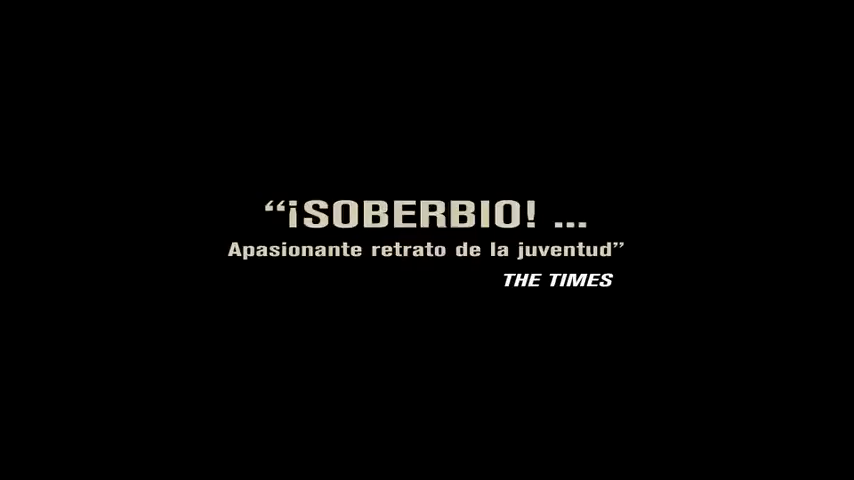 “¡SOBERBIO! ...
Apasionante retrato de la juventud”
THE TIMES